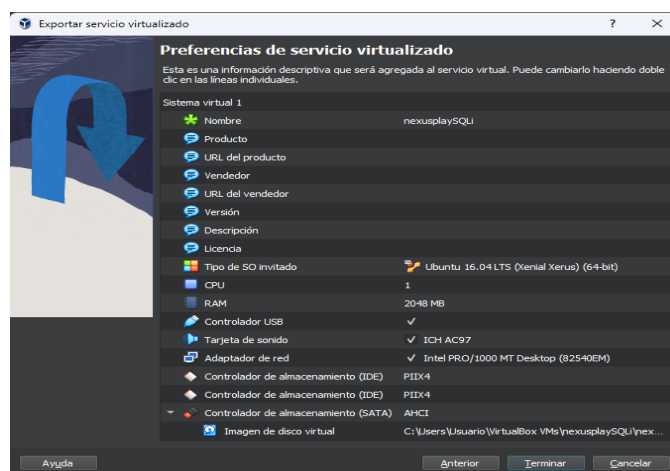 Exportar servicio virtualizado
?
Preferencias de servicio virtualizado
Esta es una información descriptiva que será agregada al servicio virtual. Puede cambiarlo haciendo doble
clic en las líneas individuales.
Sistema virtual 1
Nombre nexusplaySQLi
Producto
URL del producto
Vendedor
URL del vendedor
Versión
Descripción
Licencia
Tipo de SO invitado Ubuntu 16.04 LTS (Xenial Xerus) (64-bit)
CPU 1
RAM 2048 MB
Controlador USB
Tarjeta de sonido ICH AC97
Adaptador de red Intel PRO/1000 MT Desktop (82540EM)
Controlador de almacenamiento (IDE) PIIX4
Controlador de almacenamiento (IDE) PIIX4
Controlador de almacenamiento (SATA) AHCI
Imagen de disco virtual C:\Users\Usuario\VirtualBox VMs\nexusplaySQLi\nex...
Ayuda Anterior Terminar Cancelar